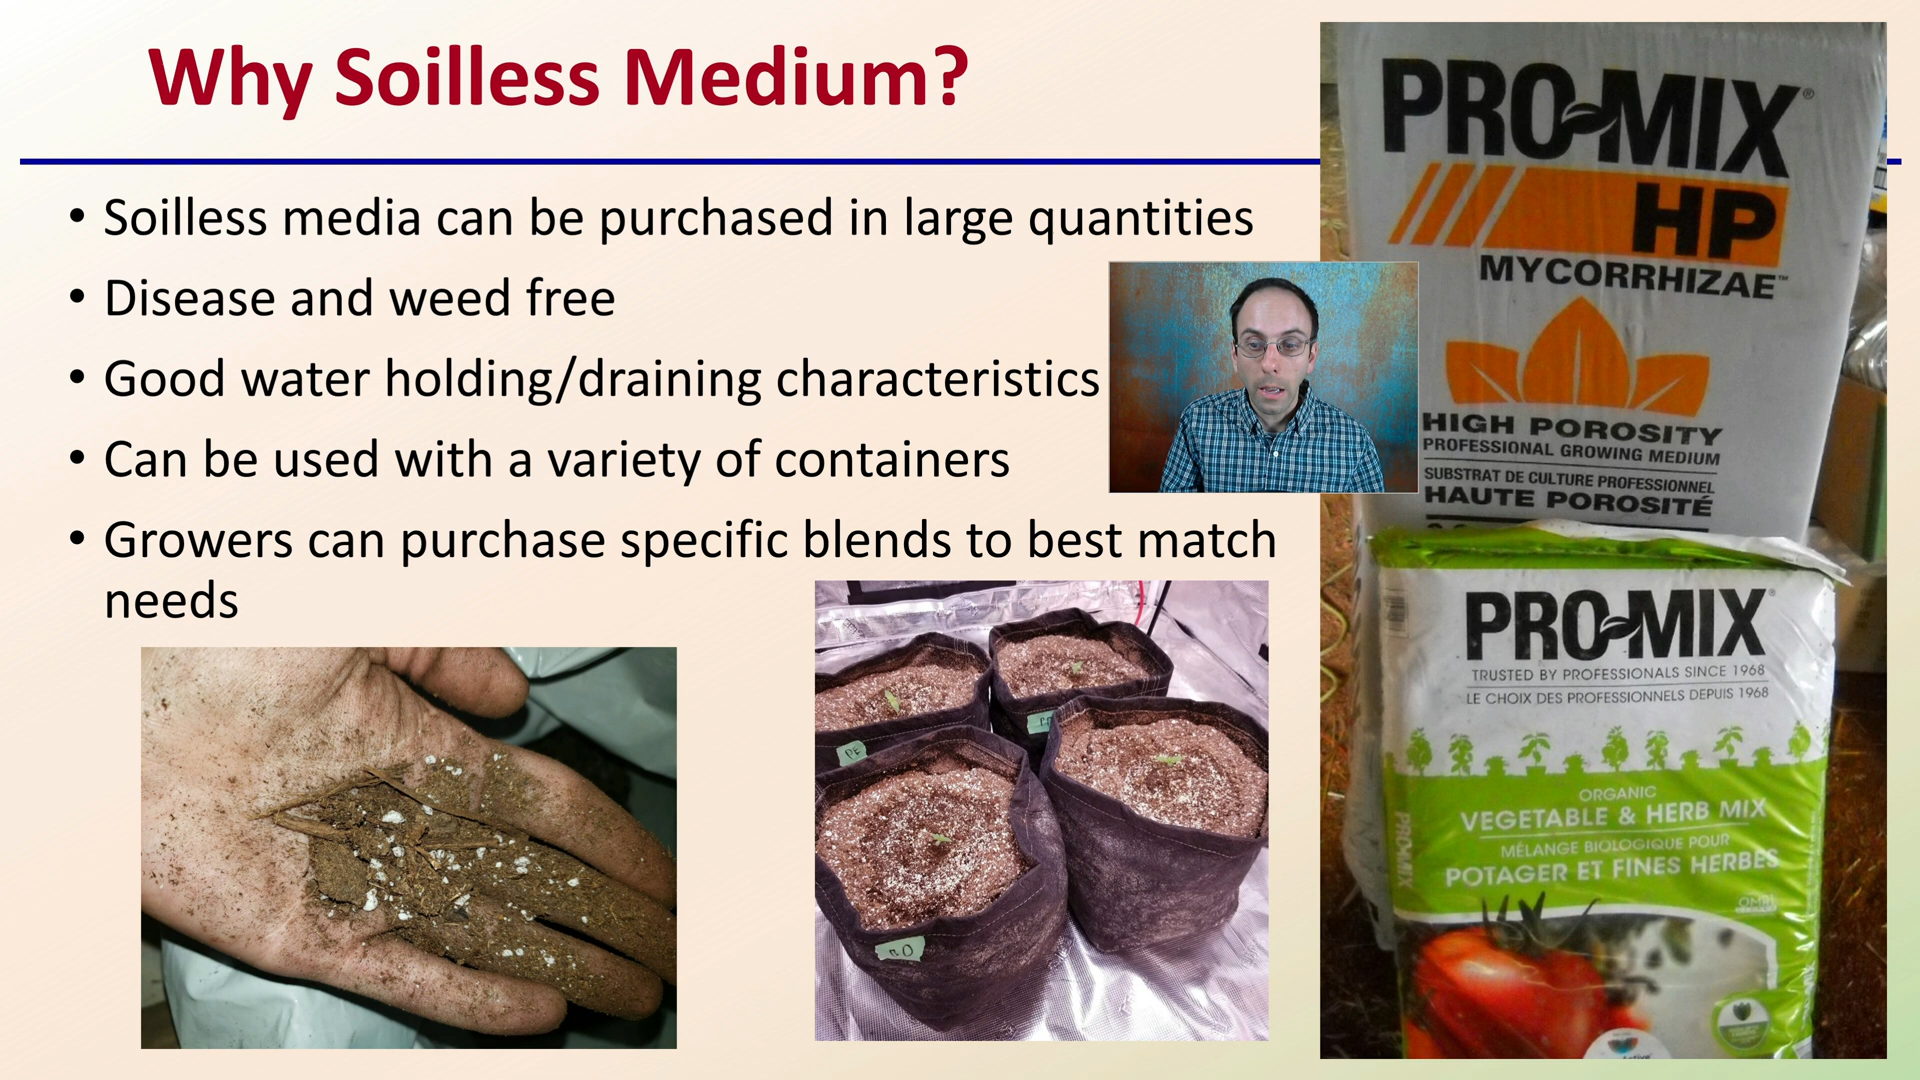 Why Soilless Medium?
• Soilless media can be purchased in large quantities
• Disease and weed free
• Good water holding/draining characteristics
• Can be used with a variety of containers
• Growers can purchase specific blends to best match
needs
PRO-MIX®
HP
MYCORRHIZAE™
HIGH POROSITY
PROFESSIONAL GROWING MEDIUM
SUBSTRAT DE CULTURE PROFESSIONNEL
HAUTE POROSITÉ
PRO-MIX
TRUSTED BY PROFESSIONALS SINCE 1968
LE CHOIX DES PROFESSIONNELS DEPUIS 1968
ORGANIC
VEGETABLE & HERB MIX
MÉLANGE BIOLOGIQUE POUR
POTAGER ET FINES HERBES
PRO-MIX
OMRI